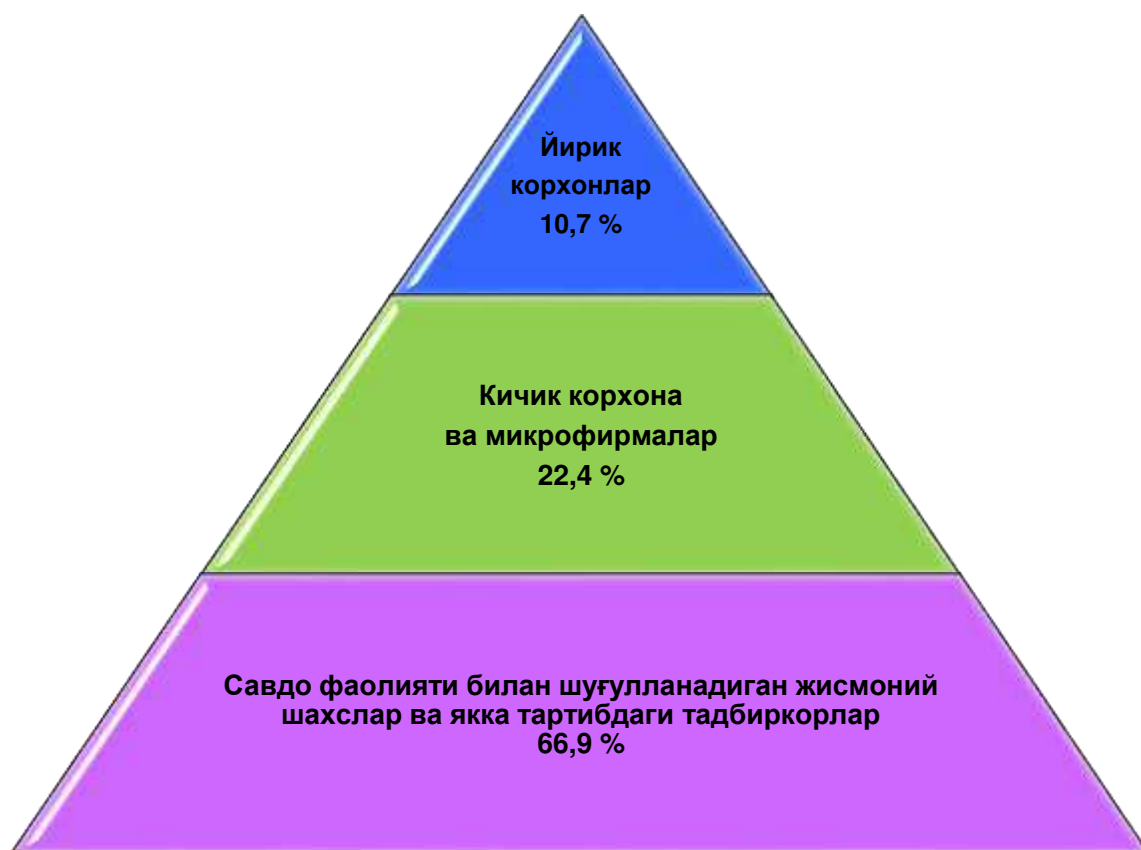 Йирик
корхонлар
10,7 %
Кичик корхона
ва микрофирмалар
22,4 %
Савдо фаолияти билан шуғулланадиган жисмоний
шахслар ва якка тартибдаги тадбиркорлар
66,9 %